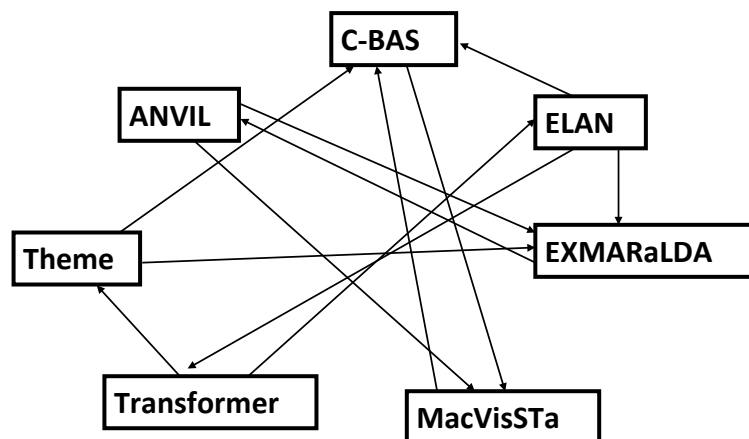 C-BAS
ANVIL
ELAN
Theme
EXMARaLDA
Transformer
MacVisSTa